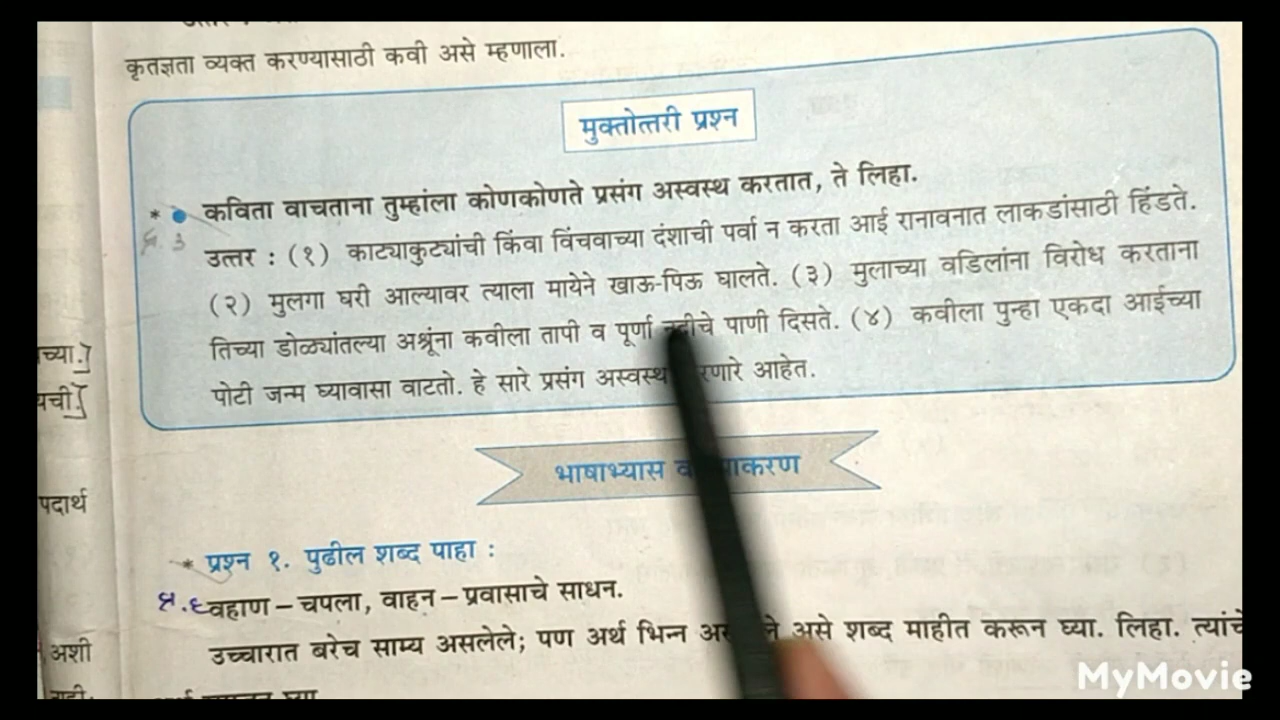 कृतज्ञता व्यक्त करण्यासाठी कवी असे म्हणाला.
मुक्तोत्तरी प्रश्न
* • कविता वाचताना तुम्हांला कोणकोणते प्रसंग अस्वस्थ करतात, ते लिहा.
उत्तर : (१) काट्याकुट्यांची किंवा विंचवाच्या दंशाची पर्वा न करता आई रानावनात लाकडांसाठी हिंडते.
(२) मुलगा घरी आल्यावर त्याला मायेने खाऊ-पिऊ घालते. (३) मुलाच्या वडिलांना विरोध करताना
तिच्या डोळ्यांतल्या अश्रूंना कवीला तापी व पूर्णा नदीचे पाणी दिसते. (४) कवीला पुन्हा एकदा आईच्या
पोटी जन्म घ्यावासा वाटतो. हे सारे प्रसंग अस्वस्थ आहेत.
च्या.]
यची.]
भाषाभ्यास व
पदार्थ
* प्रश्न १. पुढील शब्द पाहा :
वहाण – चपला, वाहन – प्रवासाचे साधन.
उच्चारात बरेच साम्य असलेले; पण अर्थ भिन्न असे शब्द माहीत करून घ्या. लिहा. त्यांचे
अशी
MyMovie